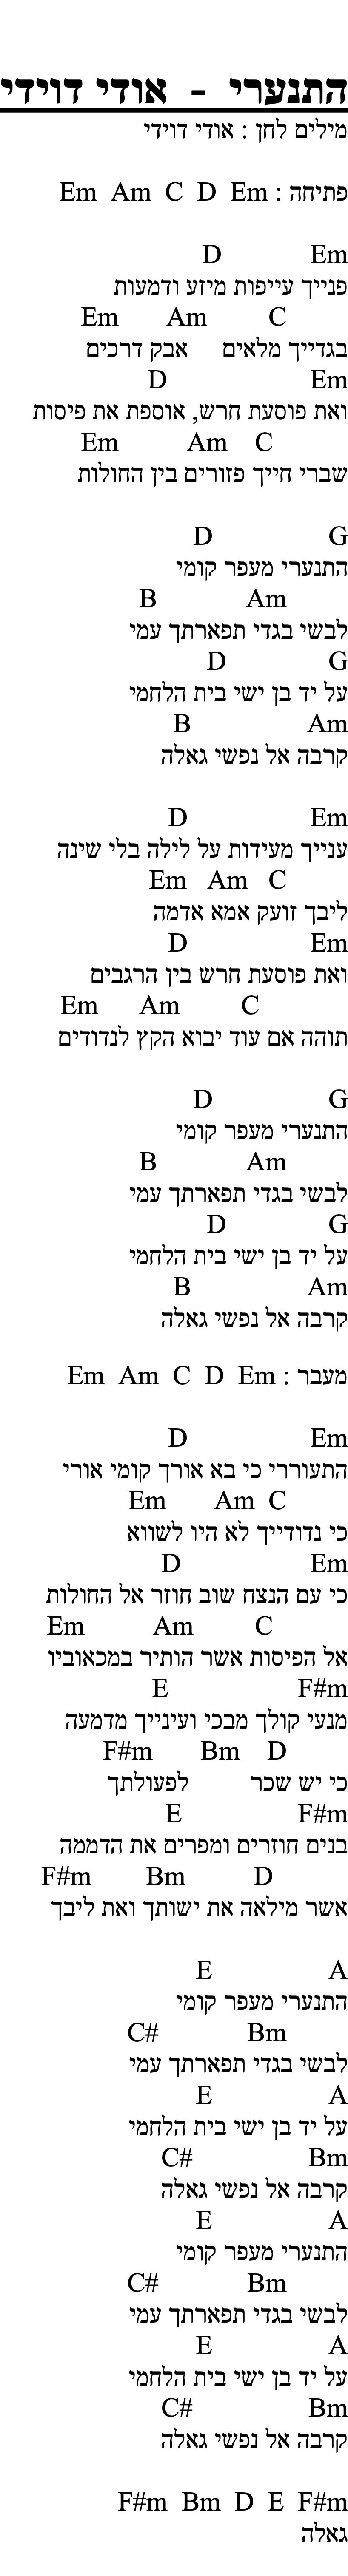 התנערי - אודי דוידי
מילים לחן : אודי דוידי
פתיחה : Em Am C D Em
D Em
פנייך עייפות מיזע ודמעות
Em Am C
בגדייך מלאים אבק דרכים
D Em
ואת פוסעת חרש, אוספת את פיסות
Em Am C
שברי חייך פזורים בין החולות
D G
התנערי מעפר קומי
B Am
לבשי בגדי תפארתך עמי
D G
על יד בן ישי בית הלחמי
B Am
קרבה אל נפשי גאלה
D Em
ענייך מעידות על לילה בלי שינה
Em Am C
ליבך זועק אמא אדמה
D Em
ואת פוסעת חרש בין הרגבים
Em Am C
תוהה אם עוד יבוא הקץ לנדודים
D G
התנערי מעפר קומי
B Am
לבשי בגדי תפארתך עמי
D G
על יד בן ישי בית הלחמי
B Am
קרבה אל נפשי גאלה
מעבר : Em Am C D Em
D Em
התעוררי כי בא אורך קומי אורי
Em Am C
כי נדודייך לא היו לשווא
D Em
כי עם הנצח שוב חוזר אל החולות
Em Am C
אל הפיסות אשר הותיר במכאוביו
E F#m
מנעי קולך מבכי ועינייך מדמעה
F#m Bm D
כי יש שכר לפעולתך
E F#m
בנים חוזרים ומפרים את הדממה
F#m Bm D
אשר מילאה את ישותך ואת ליבך
E A
התנערי מעפר קומי
C# Bm
לבשי בגדי תפארתך עמי
E A
על יד בן ישי בית הלחמי
C# Bm
קרבה אל נפשי גאלה
E A
התנערי מעפר קומי
C# Bm
לבשי בגדי תפארתך עמי
E A
על יד בן ישי בית הלחמי
C# Bm
קרבה אל נפשי גאלה
F#m Bm D E F#m
גאלה